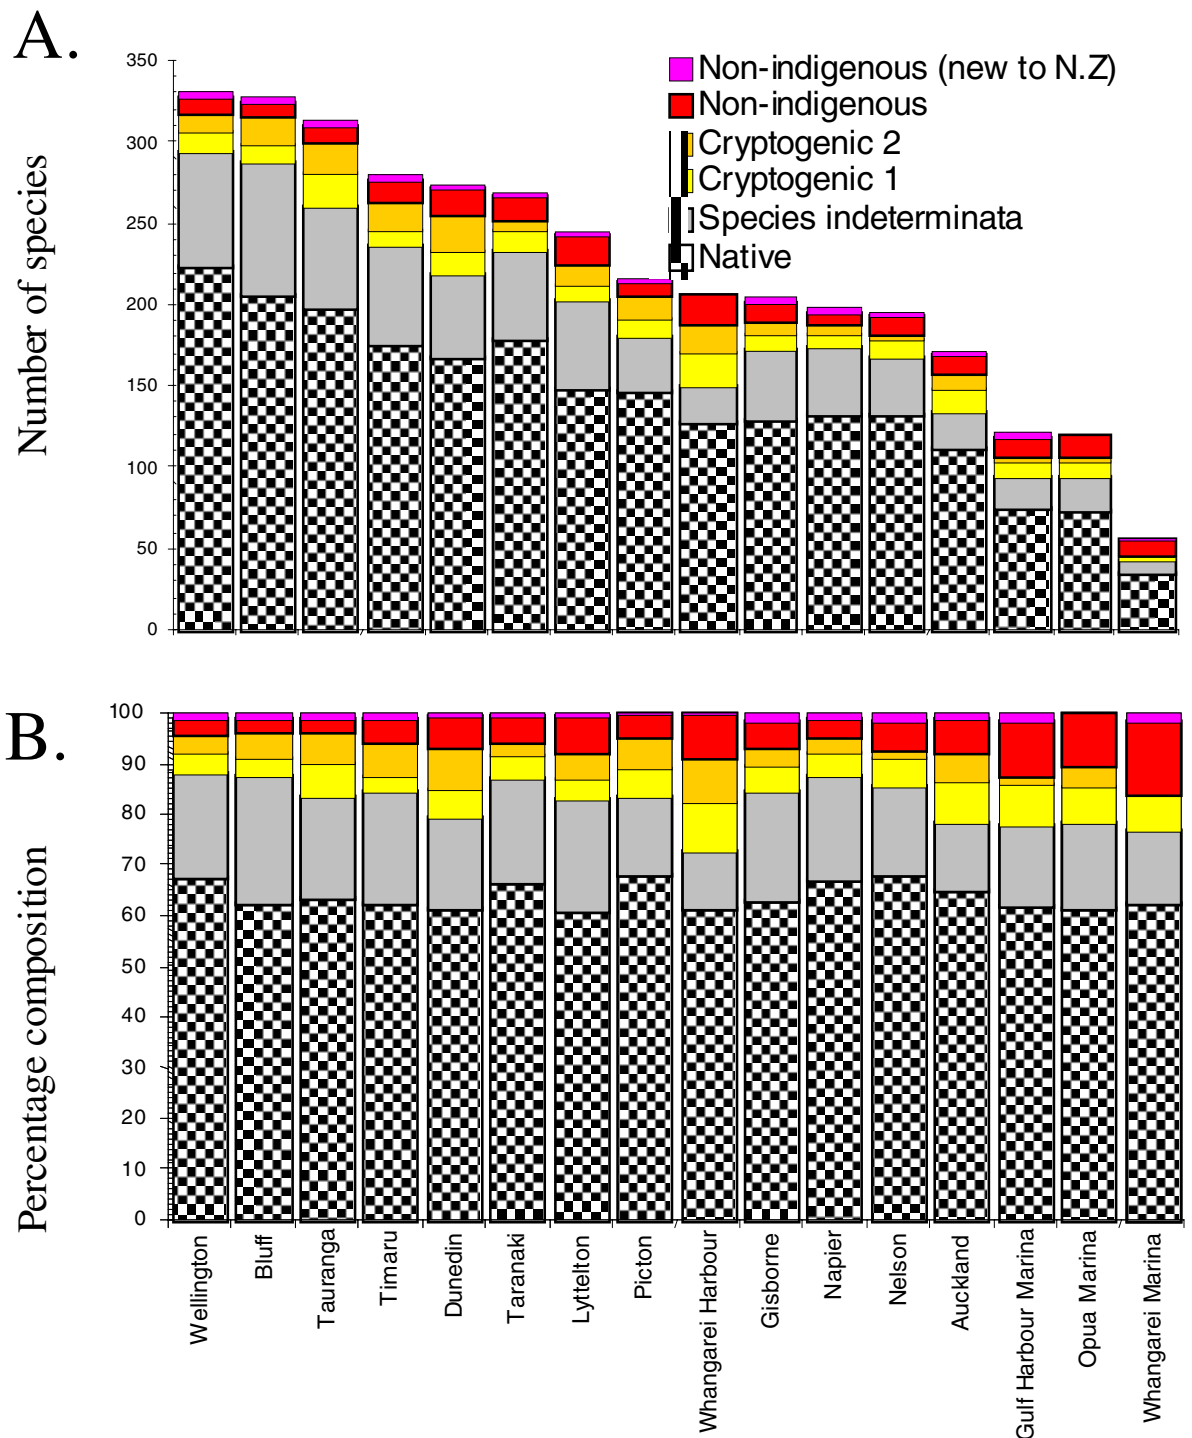 A.
350
300
250
200
150
100
50
0
Number of species
Non-indigenous (new to N.Z)
Non-indigenous
Cryptogenic 2
Cryptogenic 1
Species indeterminata
Native
B.
100
90
80
70
60
50
40
30
20
10
0
Percentage composition
Wellington
Bluff
Tauranga
Timaru
Dunedin
Taranaki
Lyttelton
Picton
Whangarei Harbour
Gisborne
Napier
Nelson
Auckland
Gulf Harbour Marina
Opua Marina
Whangarei Marina